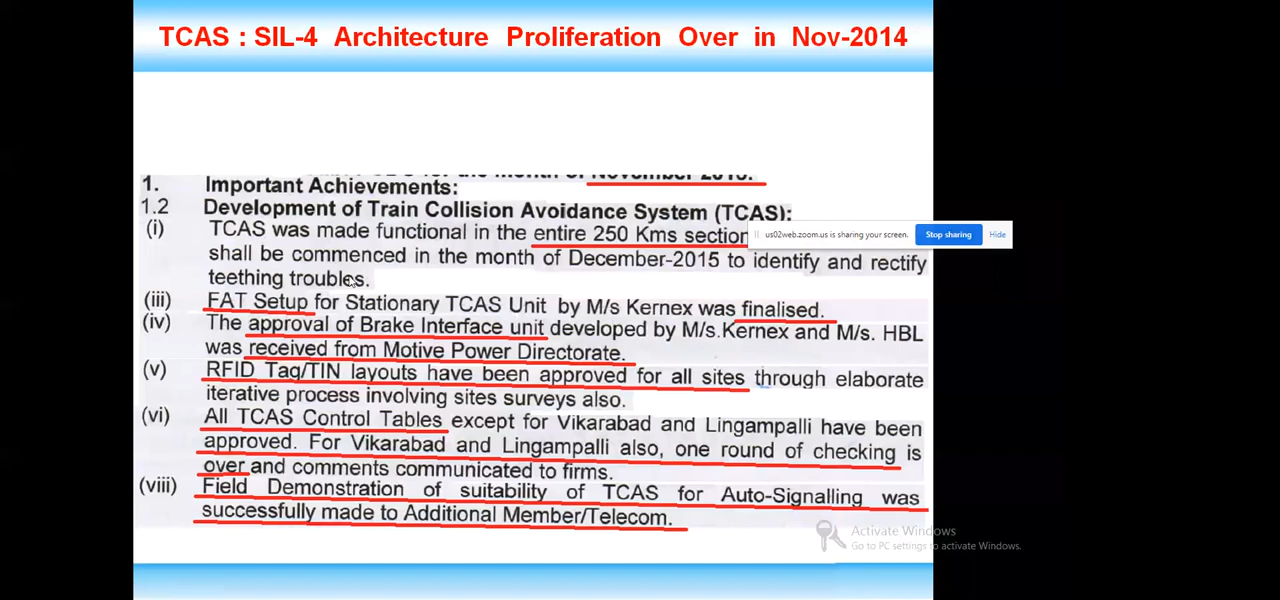 TCAS : SIL-4 Architecture Proliferation Over in Nov-2014
for the month of November 2015.
1. Important Achievements:
1.2 Development of Train Collision Avoidance System (TCAS):
(i) TCAS was made functional in the entire 250 Kms section
us02web.zoom.us is sharing your screen. Stop sharing Hide
shall be commenced in the month of December-2015 to identify and rectify
teething troubles.
(iii) FAT Setup for Stationary TCAS Unit by M/s Kernex was finalised.
(iv) The approval of Brake Interface unit developed by M/s.Kernex and M/s. HBL
was received from Motive Power Directorate.
(v) RFID Tag/TIN layouts have been approved for all sites through elaborate
iterative process involving sites surveys also.
(vi) All TCAS Control Tables except for Vikarabad and Lingampalli have been
approved. For Vikarabad and Lingampalli also, one round of checking is
over and comments communicated to firms.
(viii) Field Demonstration of suitability of TCAS for Auto-Signalling was
successfully made to Additional Member/Telecom.
Activate Windows
Go to PC settings to activate Windows.